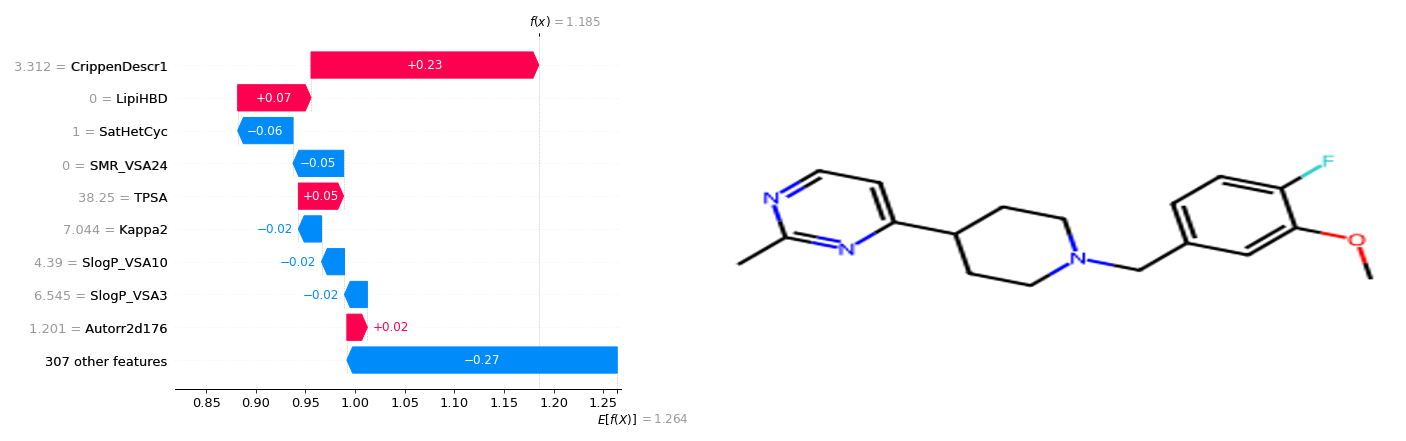 f(x) = 1.185
3.312 = CrippenDescr1
+0.23
0 = LipiHBD
+0.07
1 = SatHetCyc
−0.06
0 = SMR_VSA24
−0.05
38.25 = TPSA
+0.05
7.044 = Kappa2
−0.02
4.39 = SlogP_VSA10
−0.02
6.545 = SlogP_VSA3
−0.02
1.201 = Autorr2d176
+0.02
307 other features
−0.27
0.85 0.90 0.95 1.00 1.05 1.10 1.15 1.20 1.25
E[f(X)] = 1.264
F
N
O
N
N